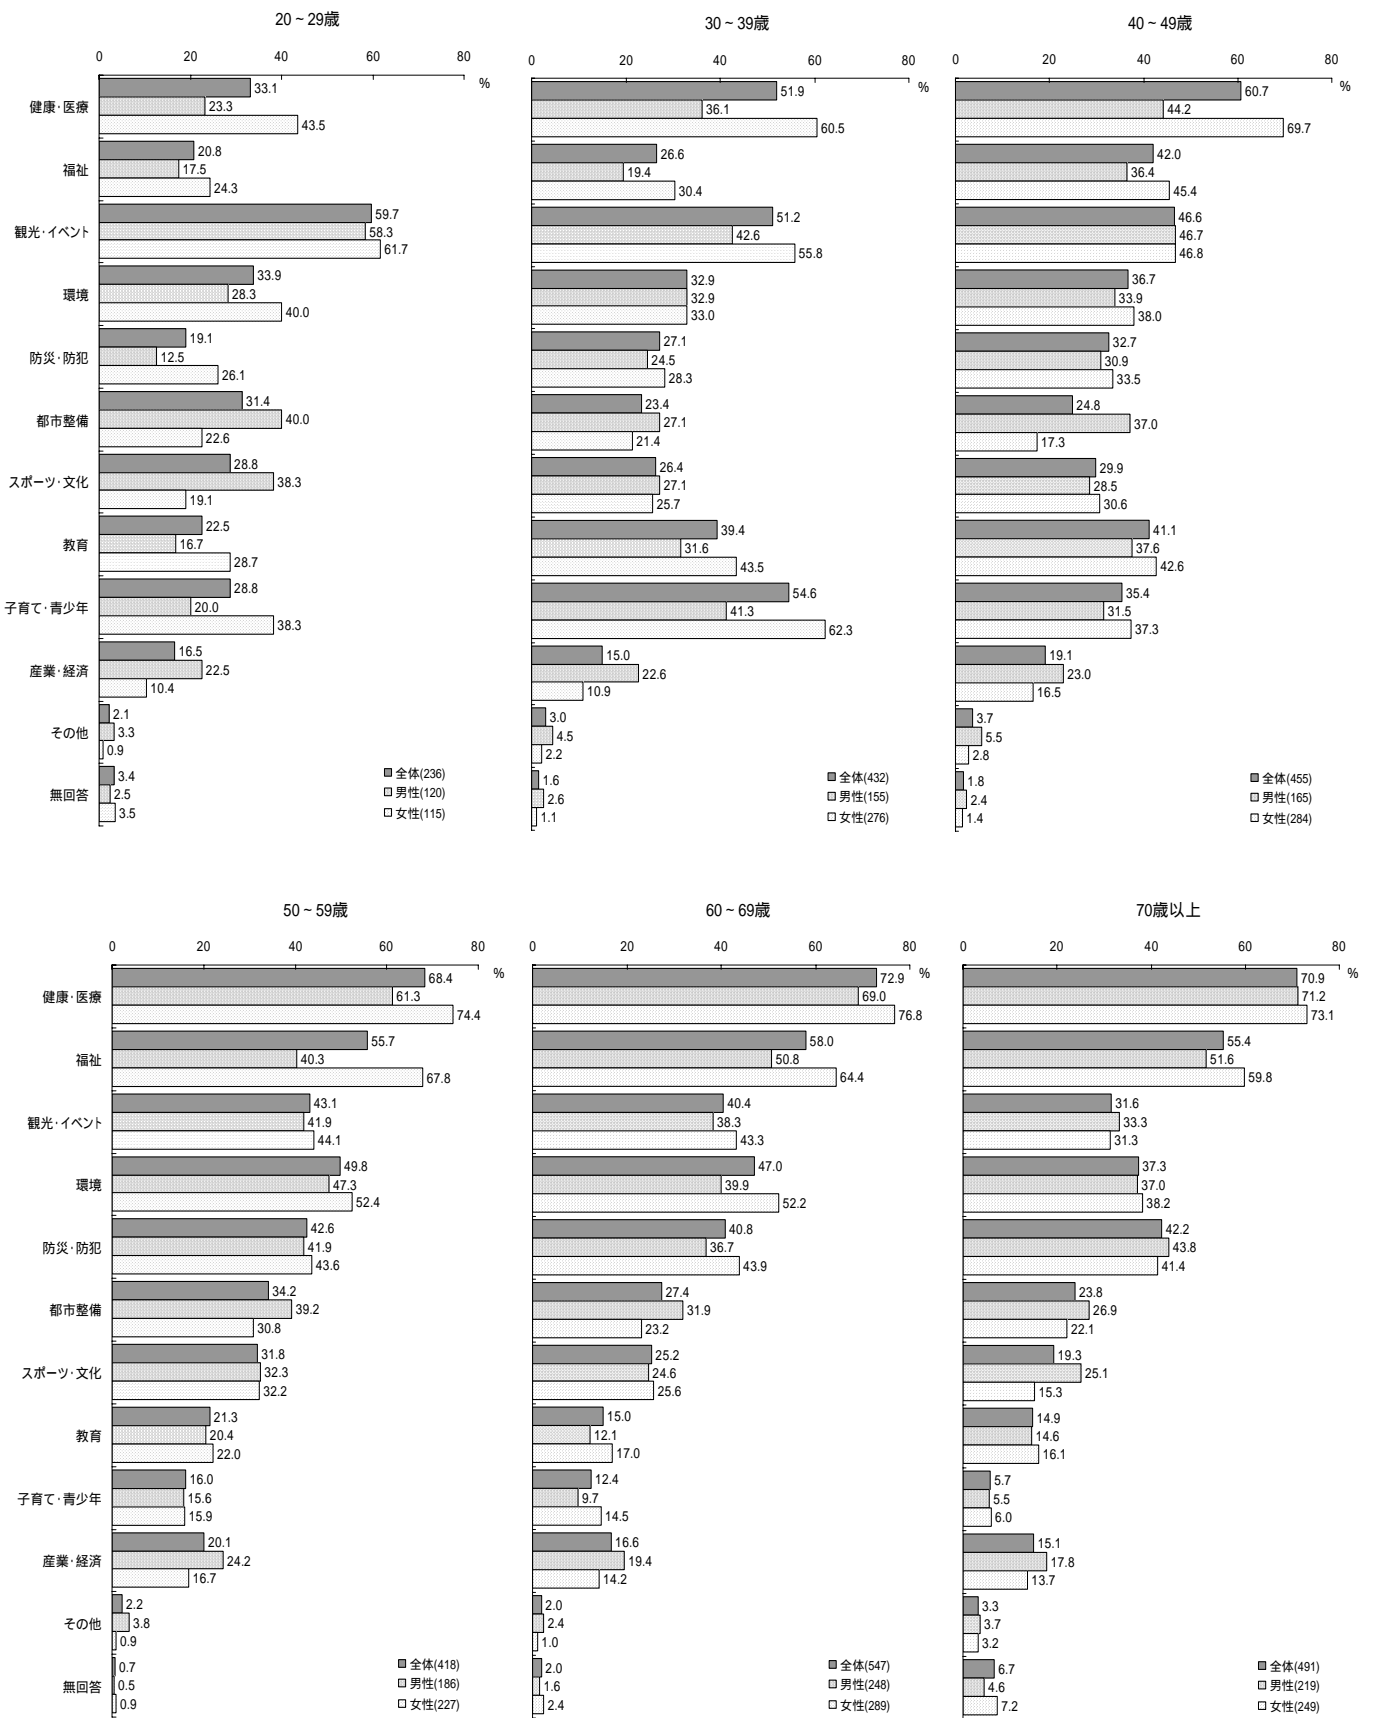 20～29歳
0 20 40 60 80
%
健康・医療 33.1 23.3 43.5
福祉 20.8 17.5 24.3
観光・イベント 59.7 58.3 61.7
環境 33.9 28.3 40.0
防災・防犯 19.1 12.5 26.1
都市整備 31.4 40.0 22.6
スポーツ・文化 28.8 38.3 19.1
教育 22.5 16.7 28.7
子育て・青少年 28.8 20.0 38.3
産業・経済 16.5 22.5 10.4
その他 2.1 3.3 0.9
無回答 3.4 2.5 3.5
全体(236)
男性(120)
女性(115)
30～39歳
0 20 40 60 80
%
51.9 36.1 60.5
26.6 19.4 30.4
51.2 42.6 55.8
32.9 32.9 33.0
27.1 24.5 28.3
23.4 27.1 21.4
26.4 27.1 25.7
39.4 31.6 43.5
54.6 41.3 62.3
15.0 22.6 10.9
3.0 4.5 2.2
1.6 2.6 1.1
全体(432)
男性(155)
女性(276)
40～49歳
0 20 40 60 80
%
60.7 44.2 69.7
42.0 36.4 45.4
46.6 46.7 46.8
36.7 33.9 38.0
32.7 30.9 33.5
24.8 37.0 17.3
29.9 28.5 30.6
41.1 37.6 42.6
35.4 31.5 37.3
19.1 23.0 16.5
3.7 5.5 2.8
1.8 2.4 1.4
全体(455)
男性(165)
女性(284)
50～59歳
0 20 40 60 80
%
健康・医療 68.4 61.3 74.4
福祉 55.7 40.3 67.8
観光・イベント 43.1 41.9 44.1
環境 49.8 47.3 52.4
防災・防犯 42.6 41.9 43.6
都市整備 34.2 39.2 30.8
スポーツ・文化 31.8 32.3 32.2
教育 21.3 20.4 22.0
子育て・青少年 16.0 15.6 15.9
産業・経済 20.1 24.2 16.7
その他 2.2 3.8 0.9
無回答 0.7 0.5 0.9
全体(418)
男性(186)
女性(227)
60～69歳
0 20 40 60 80
%
72.9 69.0 76.8
58.0 50.8 64.4
40.4 38.3 43.3
47.0 39.9 52.2
40.8 36.7 43.9
27.4 31.9 23.2
25.2 24.6 25.6
15.0 12.1 17.0
12.4 9.7 14.5
16.6 19.4 14.2
2.0 2.4 1.0
2.0 1.6 2.4
全体(547)
男性(248)
女性(289)
70歳以上
0 20 40 60 80
%
70.9 71.2 73.1
55.4 51.6 59.8
31.6 33.3 31.3
37.3 37.0 38.2
42.2 43.8 41.4
23.8 26.9 22.1
19.3 25.1 15.3
14.9 14.6 16.1
5.7 5.5 6.0
15.1 17.8 13.7
3.3 3.7 3.2
6.7 4.6 7.2
全体(491)
男性(219)
女性(249)